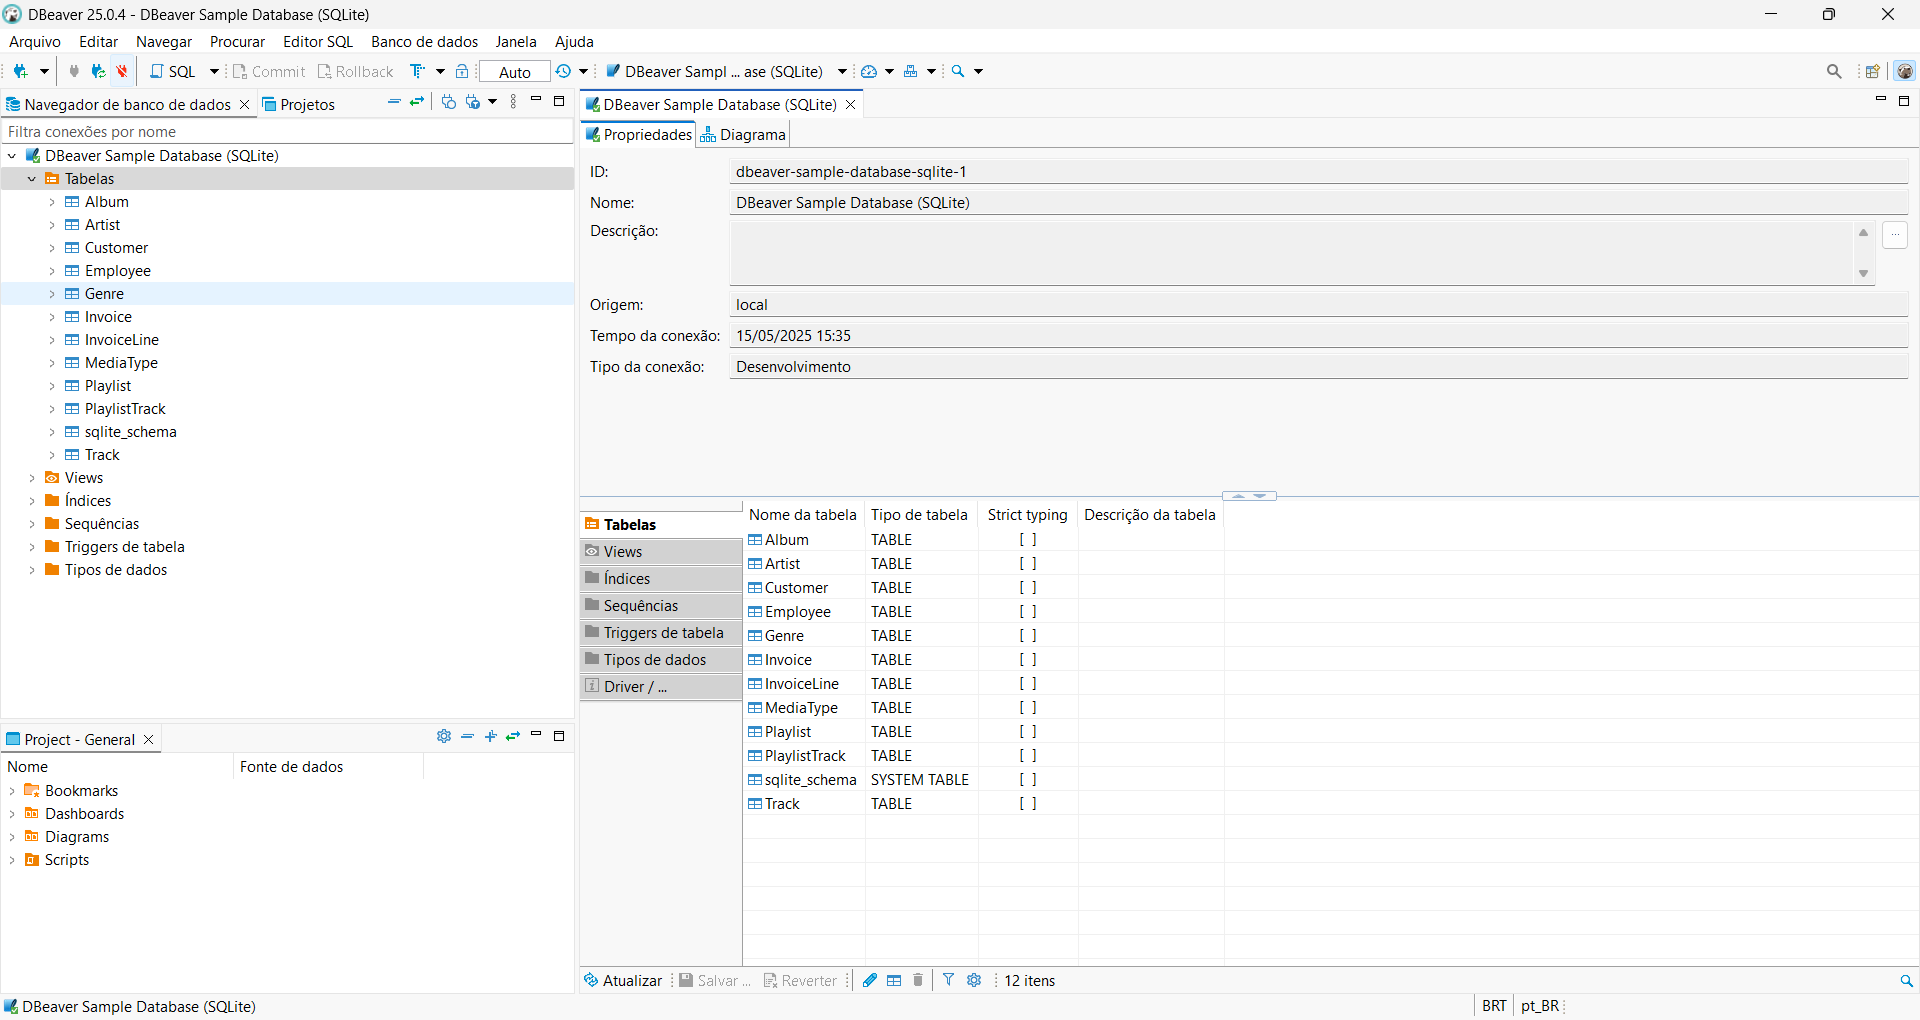 DBeaver 25.0.4 - DBeaver Sample Database (SQLite)
Arquivo Editar Navegar Procurar Editor SQL Banco de dados Janela Ajuda
SQL Commit Rollback Auto DBeaver Sampl ... ase (SQLite)
Navegador de banco de dados Projetos
Filtra conexões por nome
DBeaver Sample Database (SQLite)
Tabelas
Album
Artist
Customer
Employee
Genre
Invoice
InvoiceLine
MediaType
Playlist
PlaylistTrack
sqlite_schema
Track
Views
Índices
Sequências
Triggers de tabela
Tipos de dados
Project - General
Nome Fonte de dados
Bookmarks
Dashboards
Diagrams
Scripts
DBeaver Sample Database (SQLite)
Propriedades Diagrama
ID: dbeaver-sample-database-sqlite-1
Nome: DBeaver Sample Database (SQLite)
Descrição:
...
Origem: local
Tempo da conexão: 15/05/2025 15:35
Tipo da conexão: Desenvolvimento
Tabelas
Views
Índices
Sequências
Triggers de tabela
Tipos de dados
Driver / ...
Nome da tabela Tipo de tabela Strict typing Descrição da tabela
Album TABLE [ ]
Artist TABLE [ ]
Customer TABLE [ ]
Employee TABLE [ ]
Genre TABLE [ ]
Invoice TABLE [ ]
InvoiceLine TABLE [ ]
MediaType TABLE [ ]
Playlist TABLE [ ]
PlaylistTrack TABLE [ ]
sqlite_schema SYSTEM TABLE [ ]
Track TABLE [ ]
Atualizar Salvar ... Reverter 12 itens
DBeaver Sample Database (SQLite) BRT pt_BR